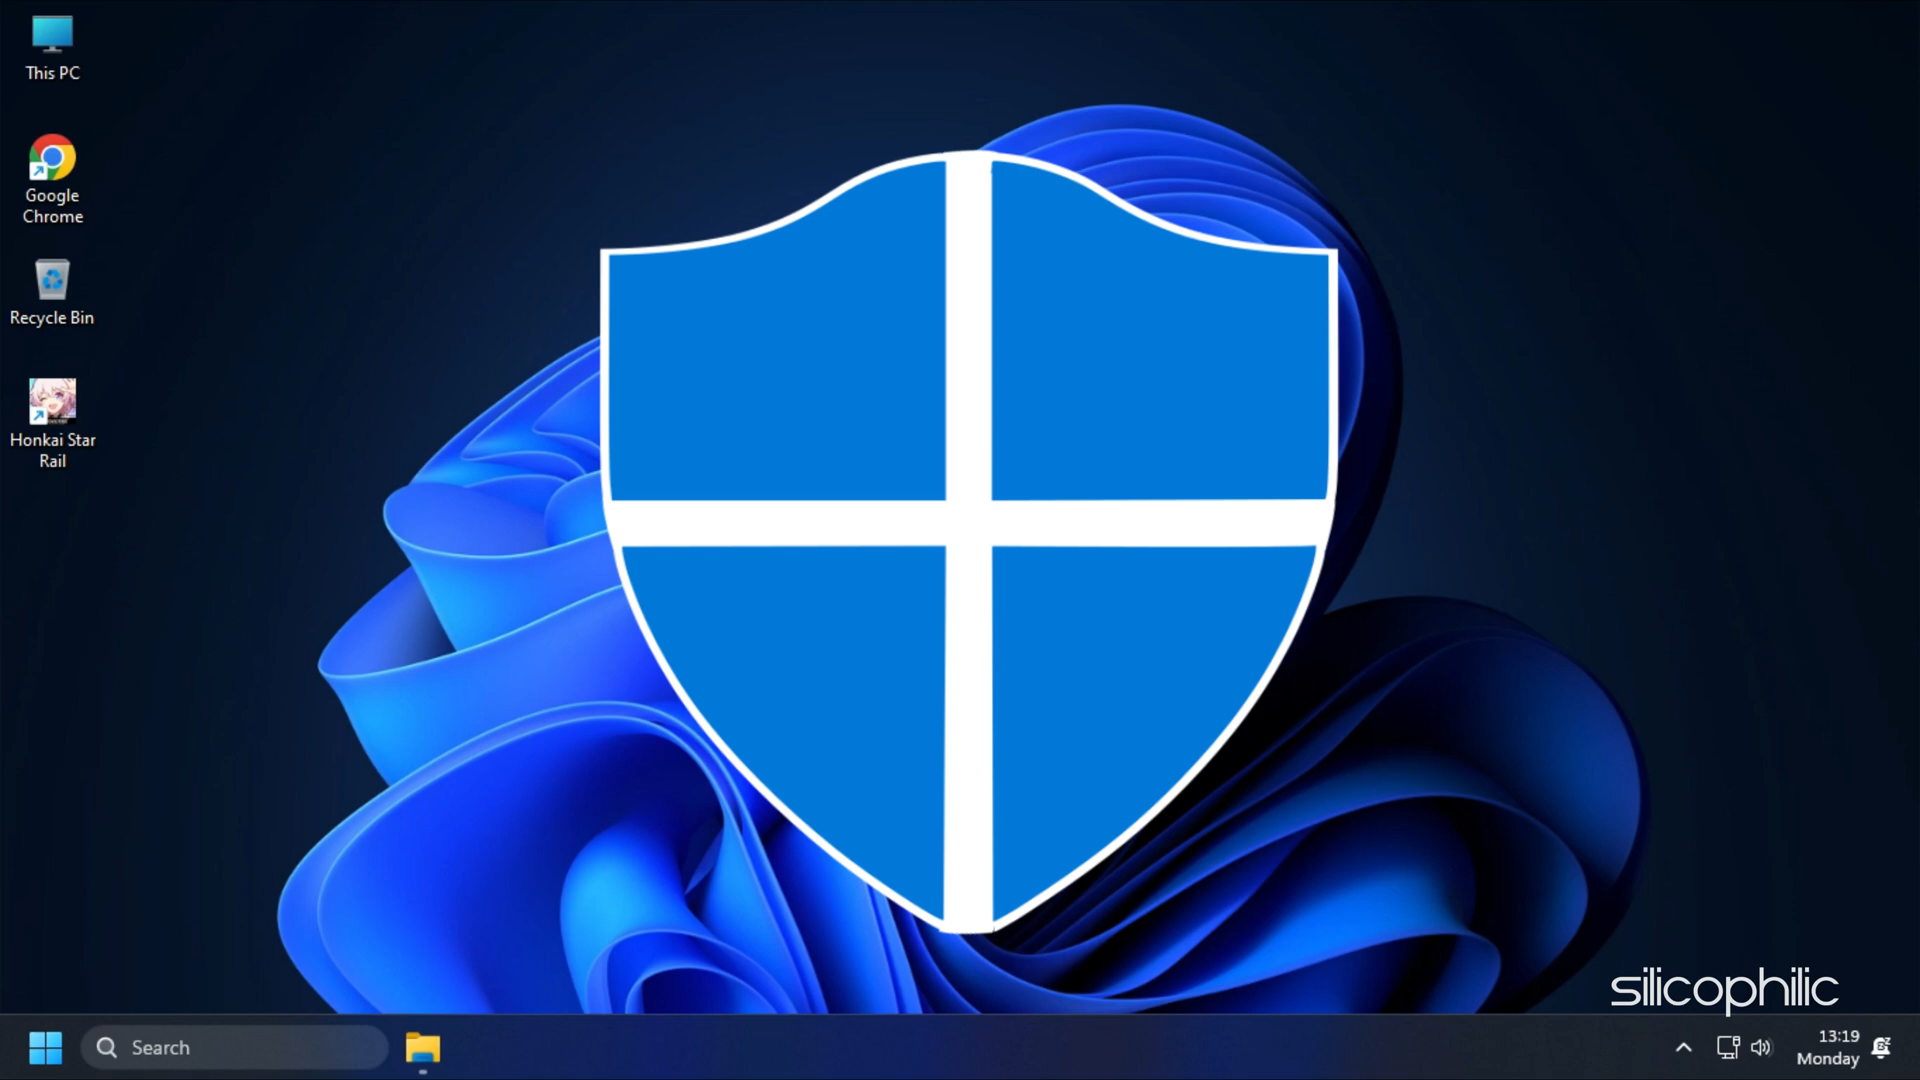 This PC
Google
Chrome
Recycle Bin
Honkai Star
Rail
silicophilic
Search
13:19
Monday